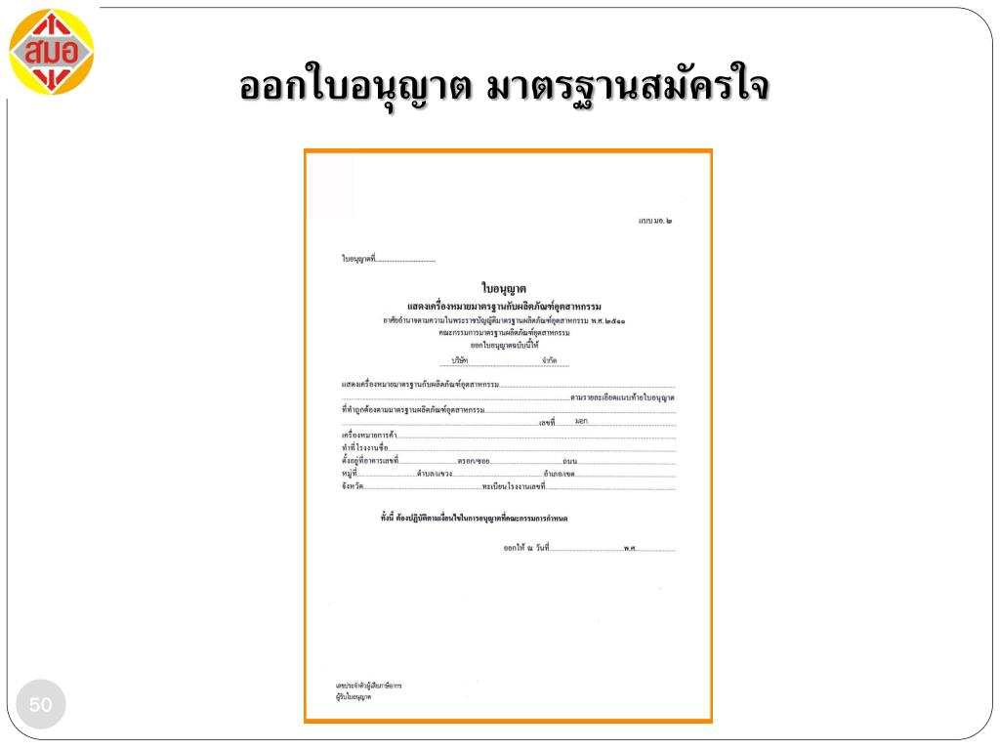 สมอ
ออกใบอนุญาต มาตรฐานสมัครใจ
แบบ มอ. ๒
ใบอนุญาตที่................................
ใบอนุญาต
แสดงเครื่องหมายมาตรฐานกับผลิตภัณฑ์อุตสาหกรรม
อาศัยอำนาจตามความในพระราชบัญญัติมาตรฐานผลิตภัณฑ์อุตสาหกรรม พ.ศ. ๒๕๑๑
คณะกรรมการมาตรฐานผลิตภัณฑ์อุตสาหกรรม
ออกใบอนุญาตฉบับนี้ให้
บริษัท จำกัด
แสดงเครื่องหมายมาตรฐานกับผลิตภัณฑ์อุตสาหกรรม................................
................................ตามรายละเอียดแนบท้ายใบอนุญาต
ที่ทำถูกต้องตามมาตรฐานผลิตภัณฑ์อุตสาหกรรม................................
................................เลขที่ มอก.
เครื่องหมายการค้า................................
ทำที่โรงงานชื่อ................................
ตั้งอยู่ที่อาคารเลขที่................ตรอก/ซอย................ถนน................
หมู่ที่................ตำบล/แขวง................อำเภอ/เขต................
จังหวัด................ทะเบียนโรงงานเลขที่................
ทั้งนี้ ต้องปฏิบัติตามเงื่อนไขในการอนุญาตที่คณะกรรมการกำหนด
ออกให้ ณ วันที่................พ.ศ.................
เลขประจำตัวผู้เสียภาษีอากร
ผู้รับใบอนุญาต
50